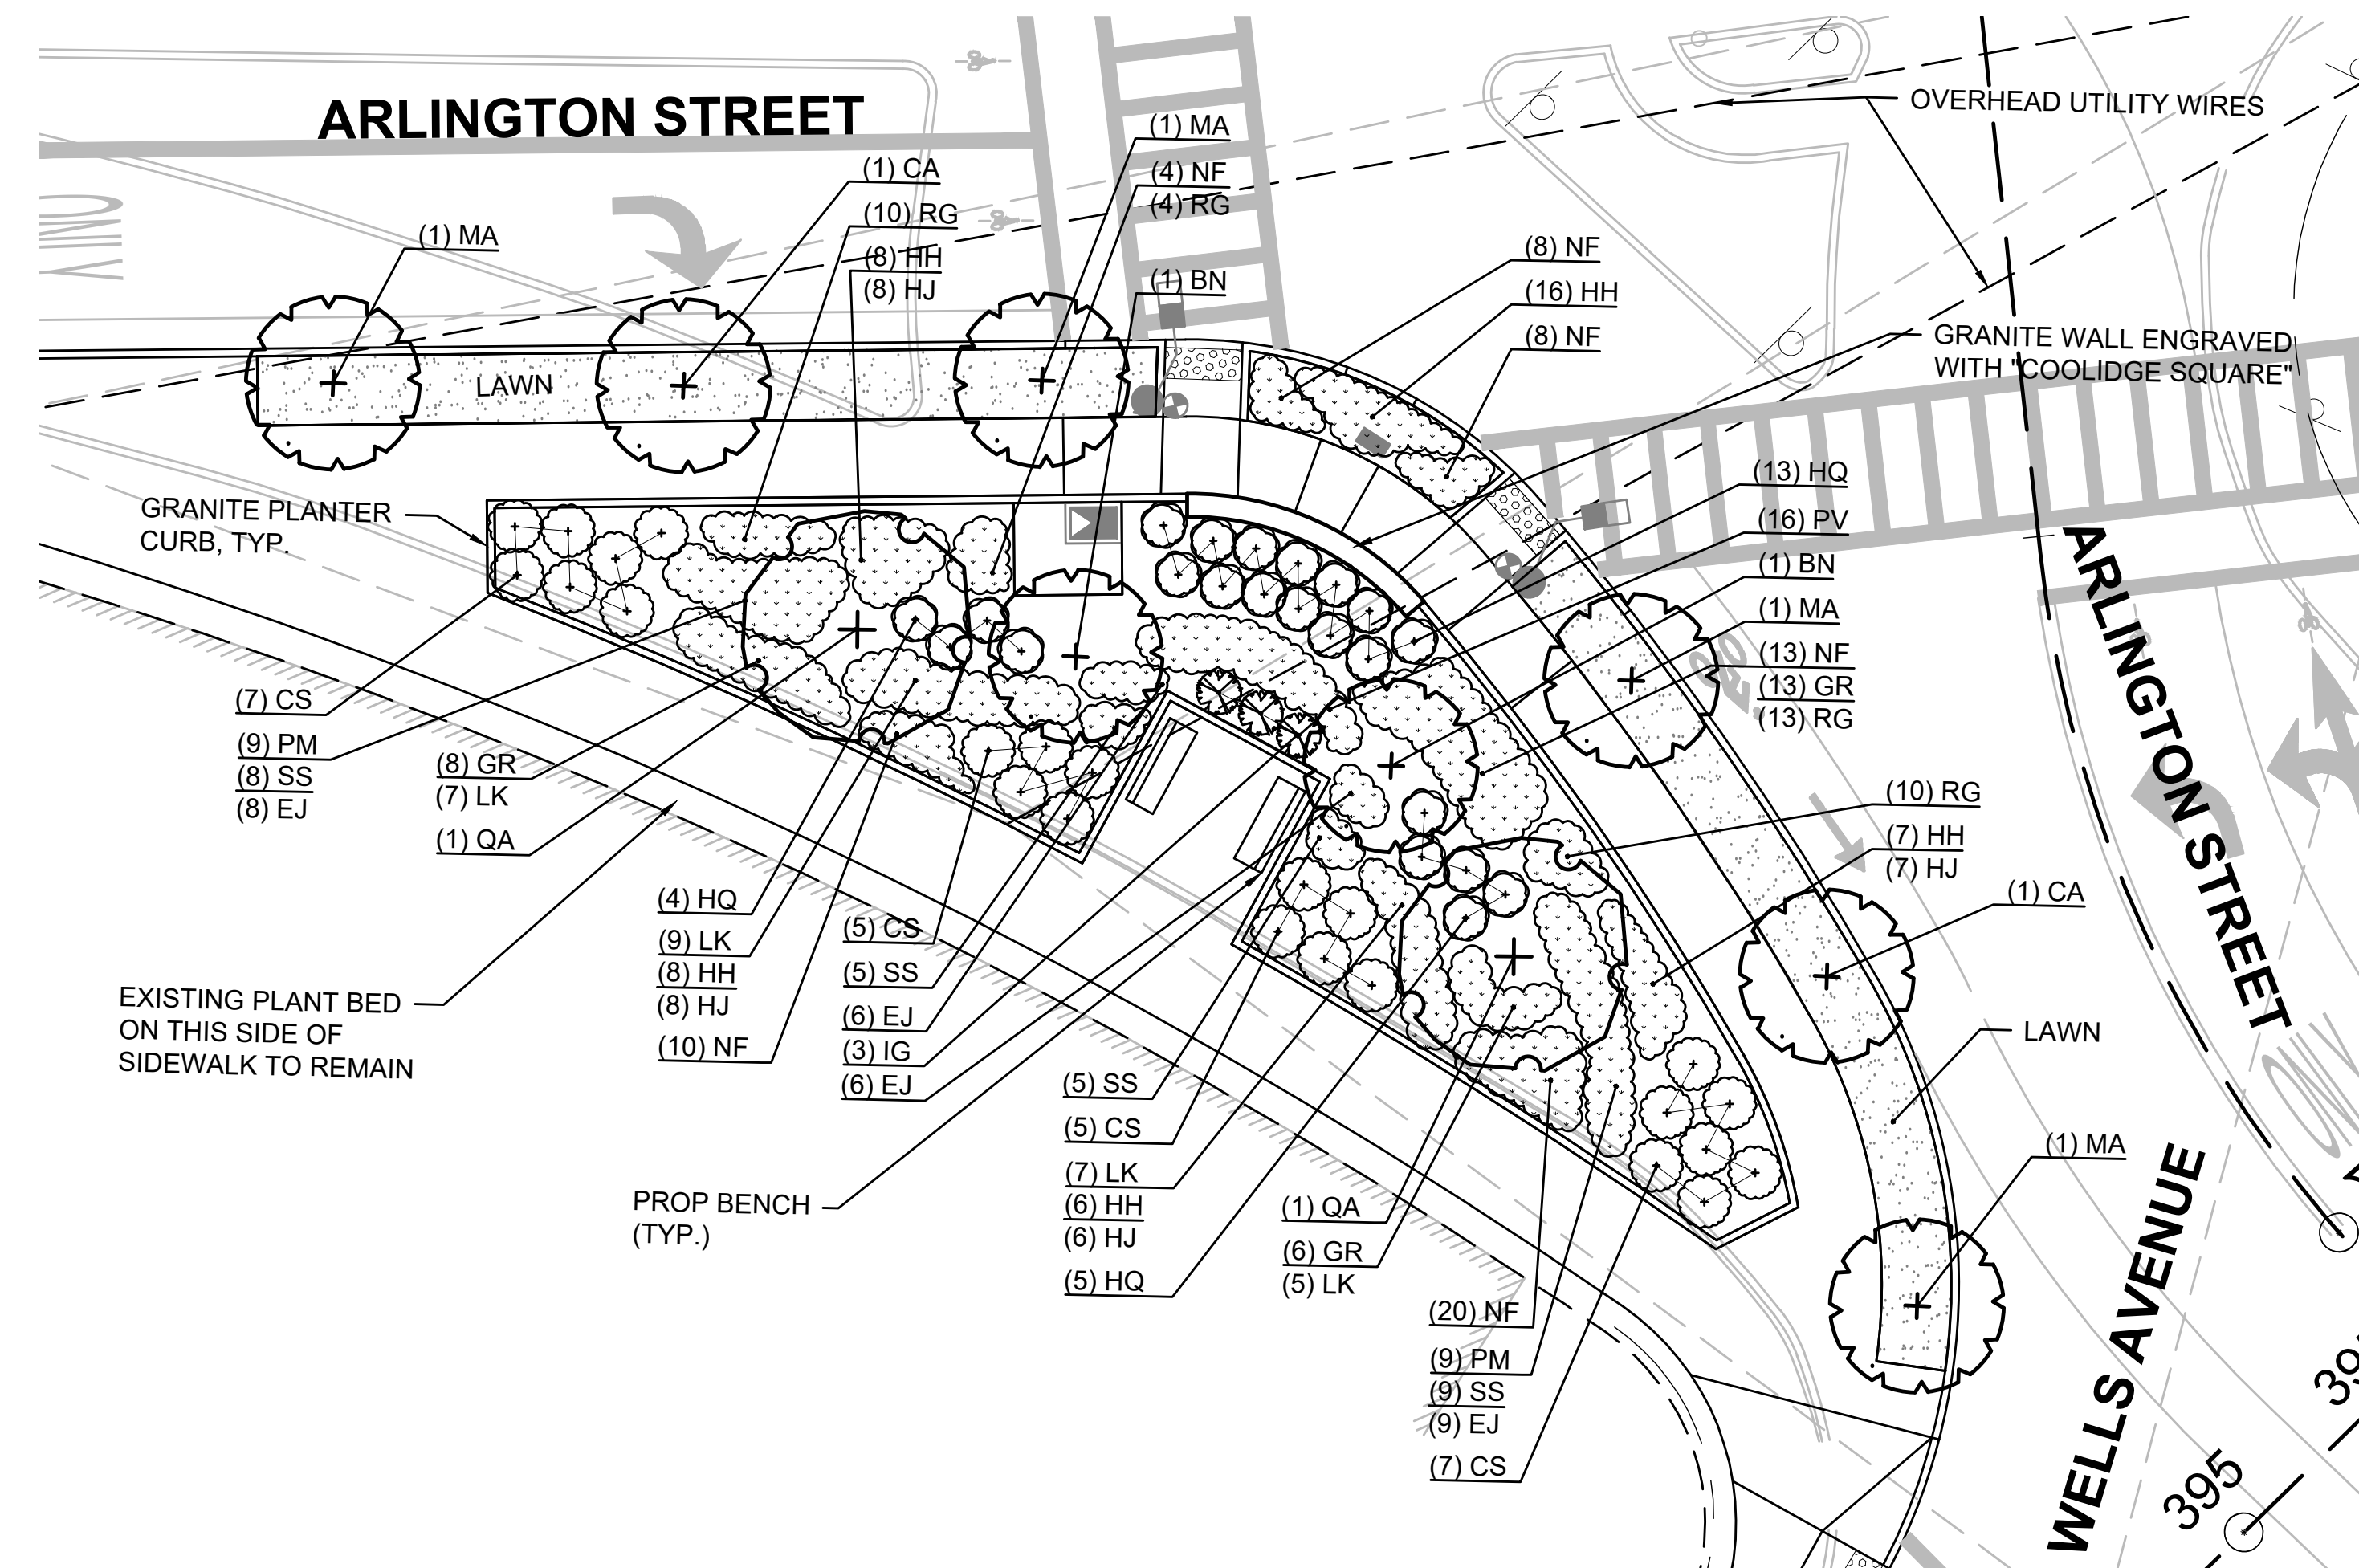 ARLINGTON STREET
(1) MA
(1) CA
(10) RG
(8) HH
(8) HJ
(1) MA
(4) NF
(4) RG
(1) BN
OVERHEAD UTILITY WIRES
(8) NF
(16) HH
(8) NF
GRANITE WALL ENGRAVED
WITH "COOLIDGE SQUARE"
LAWN
GRANITE PLANTER
CURB, TYP.
(13) HQ
(16) PV
(1) BN
(1) MA
(13) NF
(13) GR
(13) RG
ARLINGTON STREET
(7) CS
(9) PM
(8) SS
(8) EJ
(8) GR
(7) LK
(1) QA
(10) RG
(7) HH
(7) HJ
(1) CA
LAWN
(1) MA
(4) HQ
(9) LK
(8) HH
(8) HJ
(10) NF
(5) CS
(5) SS
(6) EJ
(3) IG
(6) EJ
EXISTING PLANT BED
ON THIS SIDE OF
SIDEWALK TO REMAIN
PROP BENCH
(TYP.)
(5) SS
(5) CS
(7) LK
(6) HH
(6) HJ
(5) HQ
(1) QA
(6) GR
(5) LK
(20) NF
(9) PM
(9) SS
(9) EJ
(7) CS
WELLS AVENUE
395
ONLY